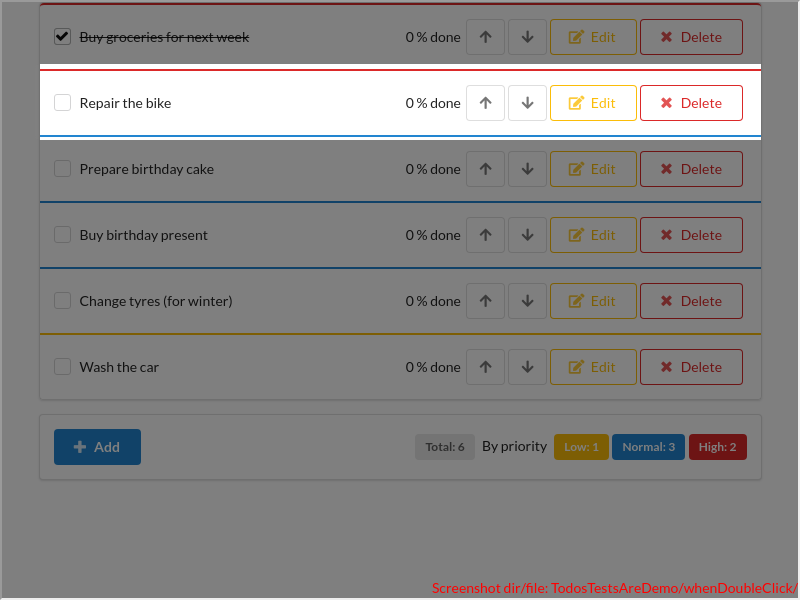 Buy groceries for next week 0 % done Edit Delete
Repair the bike 0 % done Edit Delete
Prepare birthday cake 0 % done Edit Delete
Buy birthday present 0 % done Edit Delete
Change tyres (for winter) 0 % done Edit Delete
Wash the car 0 % done Edit Delete
Add Total: 6 By priority Low: 1 Normal: 3 High: 2
Screenshot dir/file: TodosTestsAreDemo/whenDoubleClick/